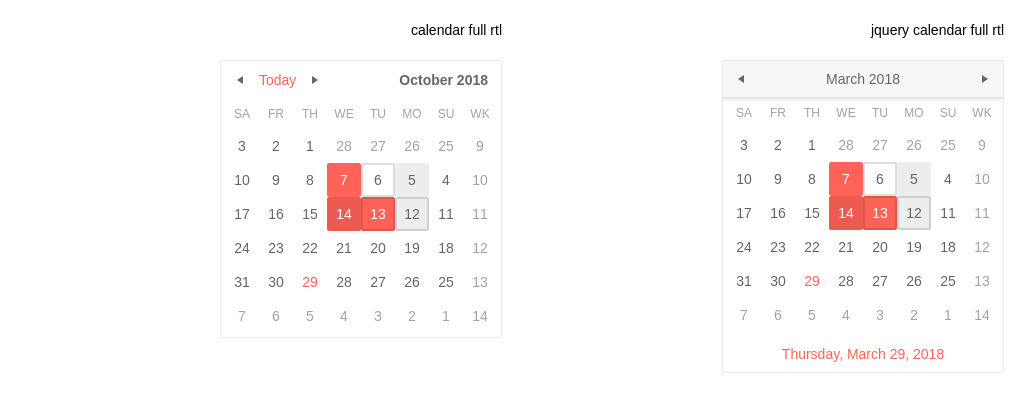 calendar full rtl
Today October 2018
SA FR TH WE TU MO SU WK
3 2 1 28 27 26 25 9
10 9 8 7 6 5 4 10
17 16 15 14 13 12 11 11
24 23 22 21 20 19 18 12
31 30 29 28 27 26 25 13
7 6 5 4 3 2 1 14
jquery calendar full rtl
March 2018
SA FR TH WE TU MO SU WK
3 2 1 28 27 26 25 9
10 9 8 7 6 5 4 10
17 16 15 14 13 12 11 11
24 23 22 21 20 19 18 12
31 30 29 28 27 26 25 13
7 6 5 4 3 2 1 14
Thursday, March 29, 2018